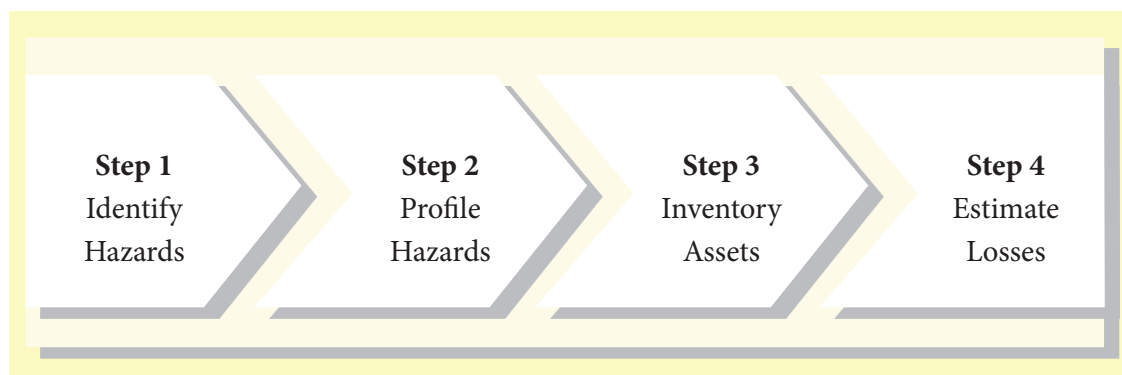 Step 1
Identify
Hazards
Step 2
Profile
Hazards
Step 3
Inventory
Assets
Step 4
Estimate
Losses